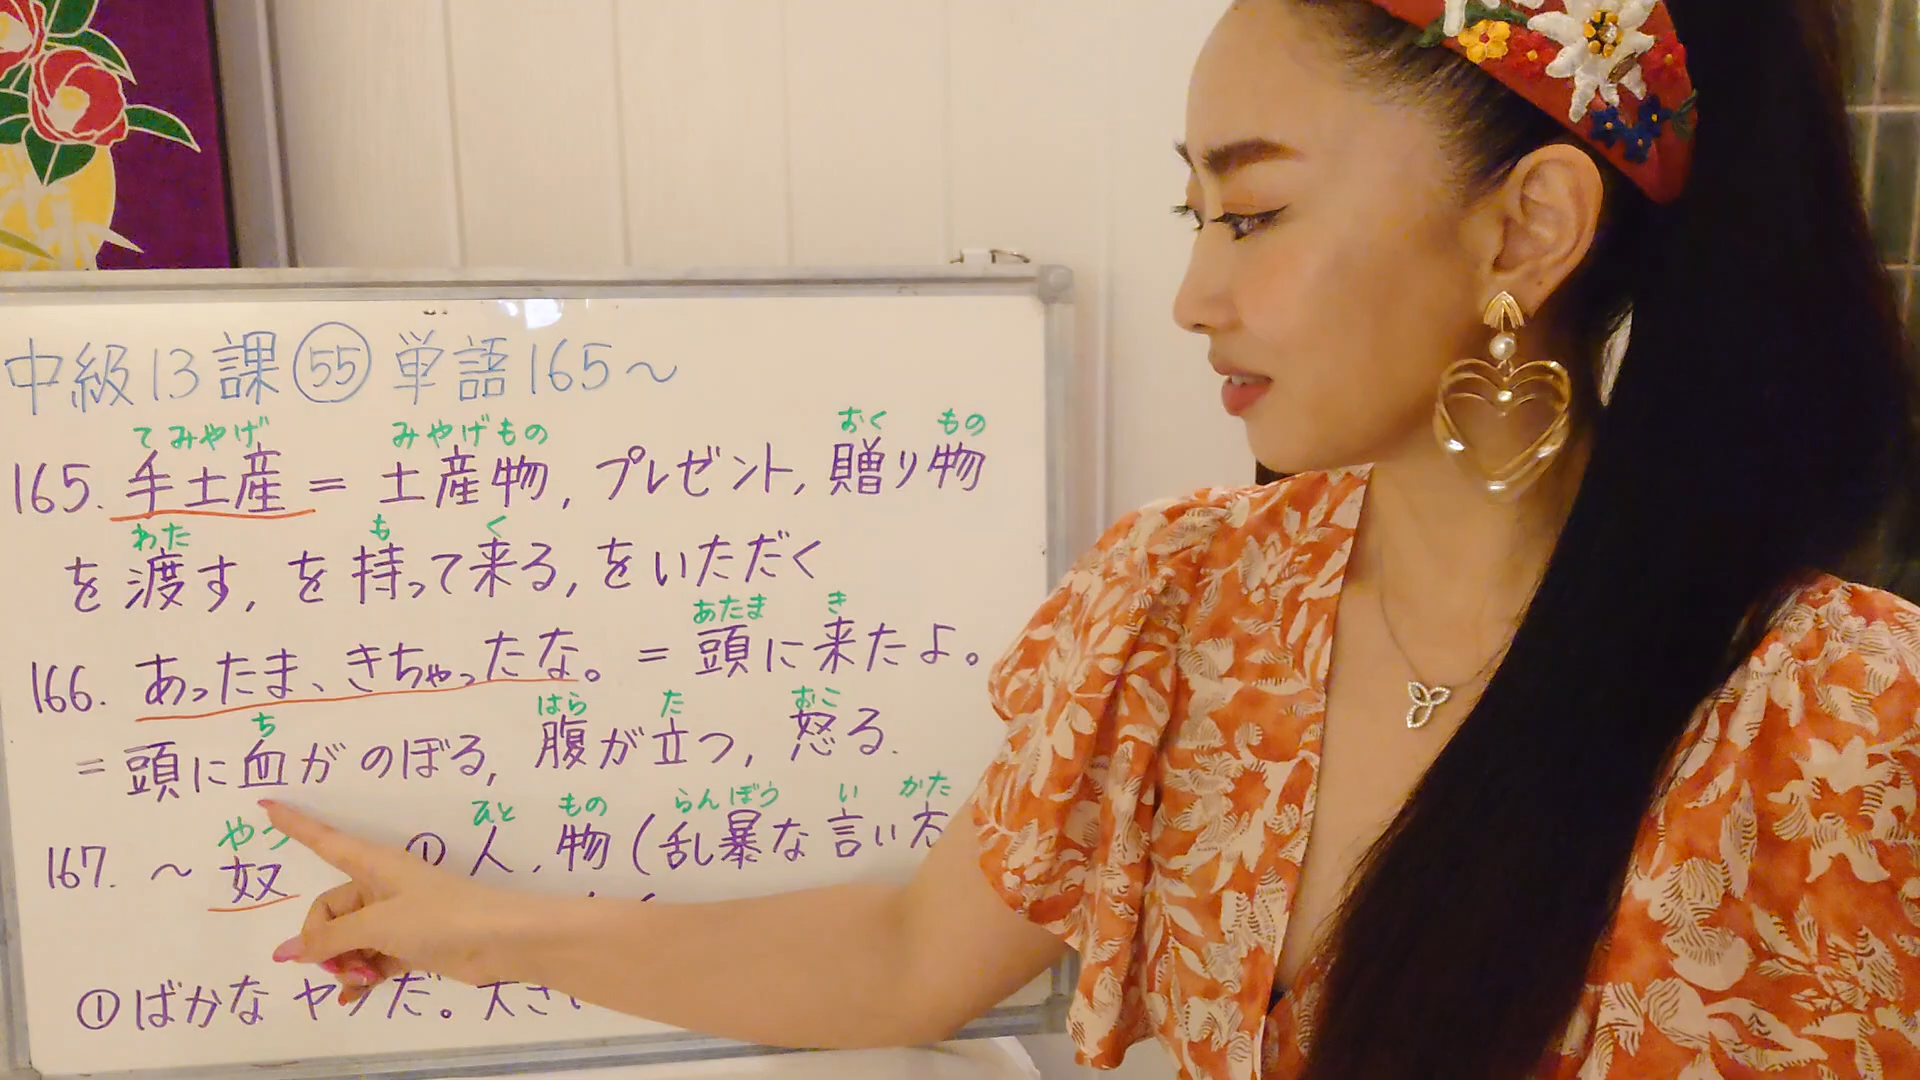 中級13課 55 単語165〜
てみやげ みやげもの おく もの
165. 手土産 = 土産物, プレゼント, 贈り物
わた も く
を渡す, を持って来る, をいただく
あたま き
166. あったま、きちゃったな。= 頭に来たよ。
ち はら た おこ
= 頭に血がのぼる, 腹が立つ, 怒る.
やつ ひと もの らんぼう い かた
167. 〜奴 ① 人, 物 (乱暴な言い方
①ばかなヤツだ。大きい